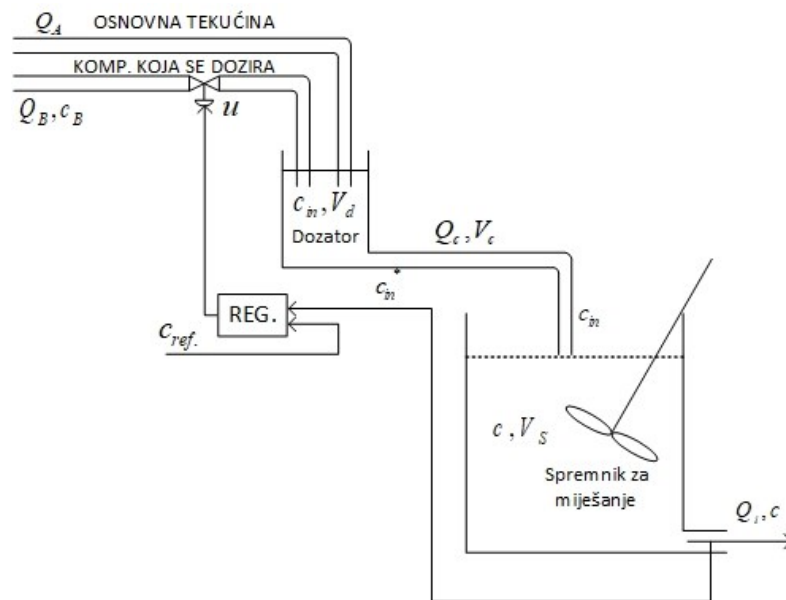 Q_A OSNOVNA TEKUĆINA
KOMP. KOJA SE DOZIRA
Q_B, c_B
u
c_in, V_d
Dozator
Q_c, V_c
c_in
c_in
REG.
c_ref.
c, V_S
Spremnik za
miješanje
Q_i, c